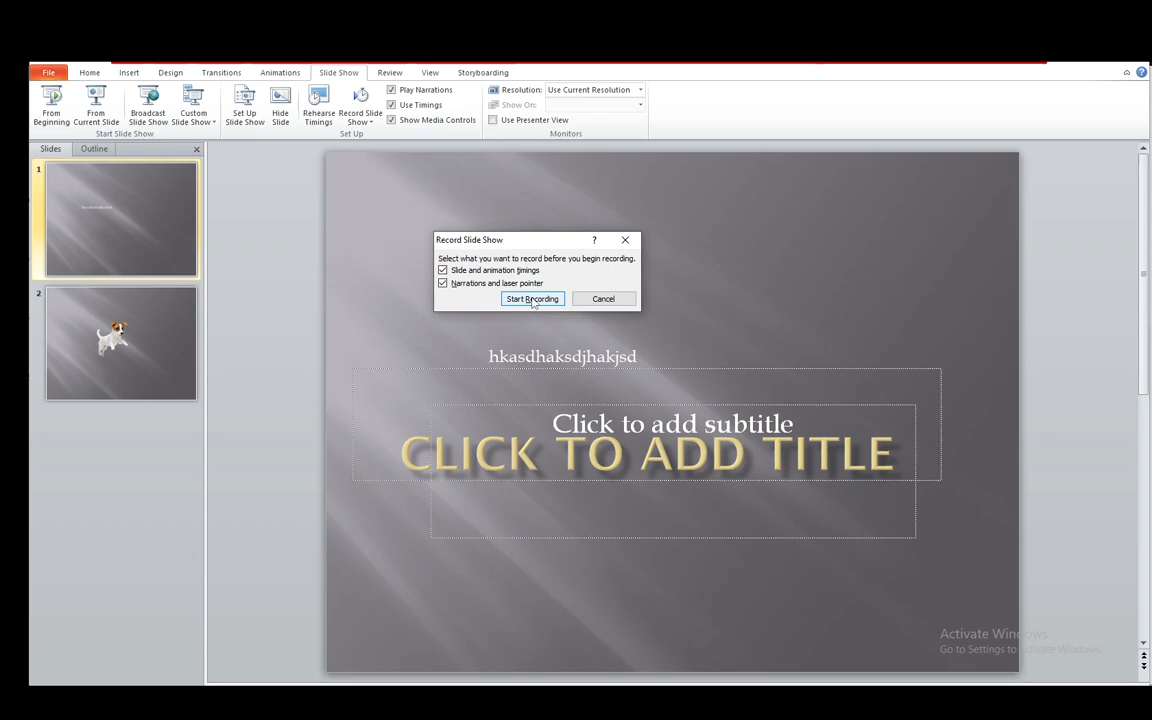 File Home Insert Design Transitions Animations Slide Show Review View Storyboarding
From Beginning
From Current Slide
Broadcast Slide Show
Custom Slide Show
Set Up Slide Show
Hide Slide
Rehearse Timings
Record Slide Show
Play Narrations
Use Timings
Show Media Controls
Resolution: Use Current Resolution
Show On:
Use Presenter View
Start Slide Show Set Up Monitors
Slides Outline
1
2
Record Slide Show
Select what you want to record before you begin recording.
Slide and animation timings
Narrations and laser pointer
Start Recording Cancel
hkasdhaksdjhakjsd
Click to add subtitle
CLICK TO ADD TITLE
Activate Windows
Go to Settings to activate Windows.